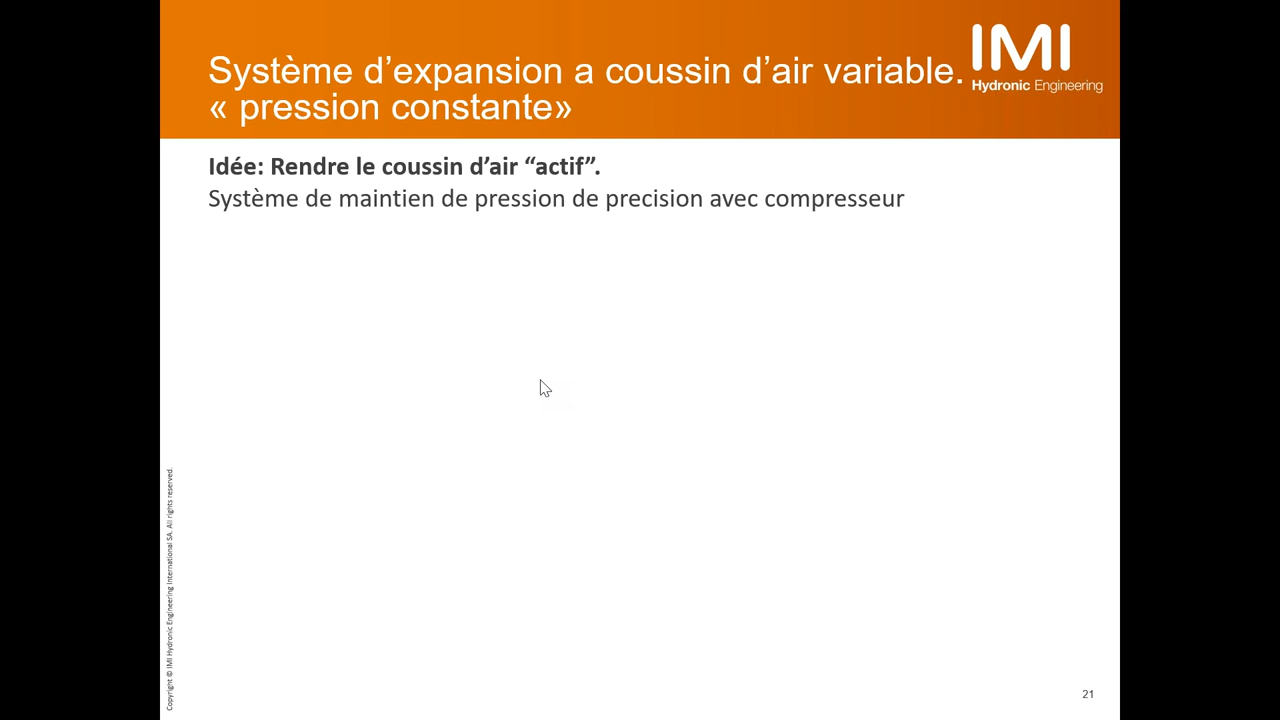 Système d’expansion a coussin d’air variable.
« pression constante»
IMI
Hydronic Engineering
Idée: Rendre le coussin d’air “actif”.
Système de maintien de pression de precision avec compresseur
Copyright © IMI Hydronic Engineering International SA. All rights reserved.
21